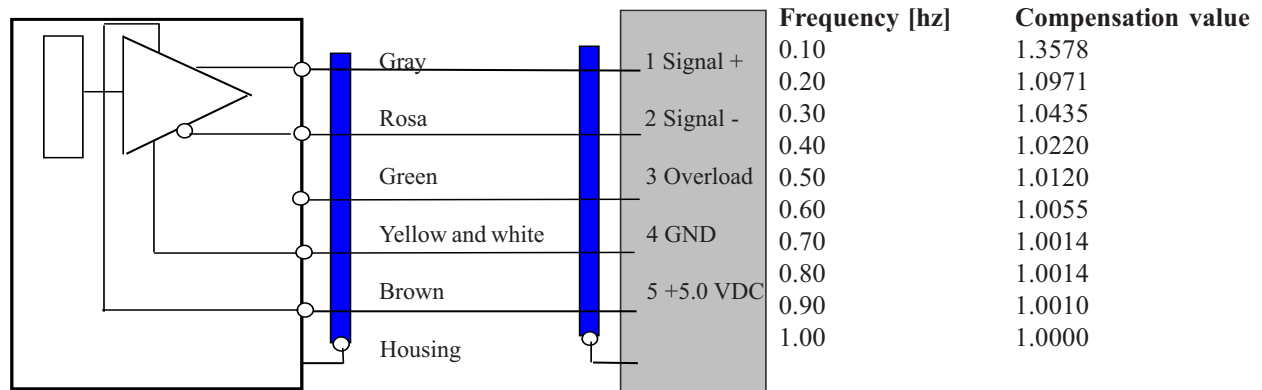 Gray
Rosa
Green
Yellow and white
Brown
Housing
1 Signal +
2 Signal -
3 Overload
4 GND
5 +5.0 VDC
Frequency [hz] Compensation value
0.10 1.3578
0.20 1.0971
0.30 1.0435
0.40 1.0220
0.50 1.0120
0.60 1.0055
0.70 1.0014
0.80 1.0014
0.90 1.0010
1.00 1.0000